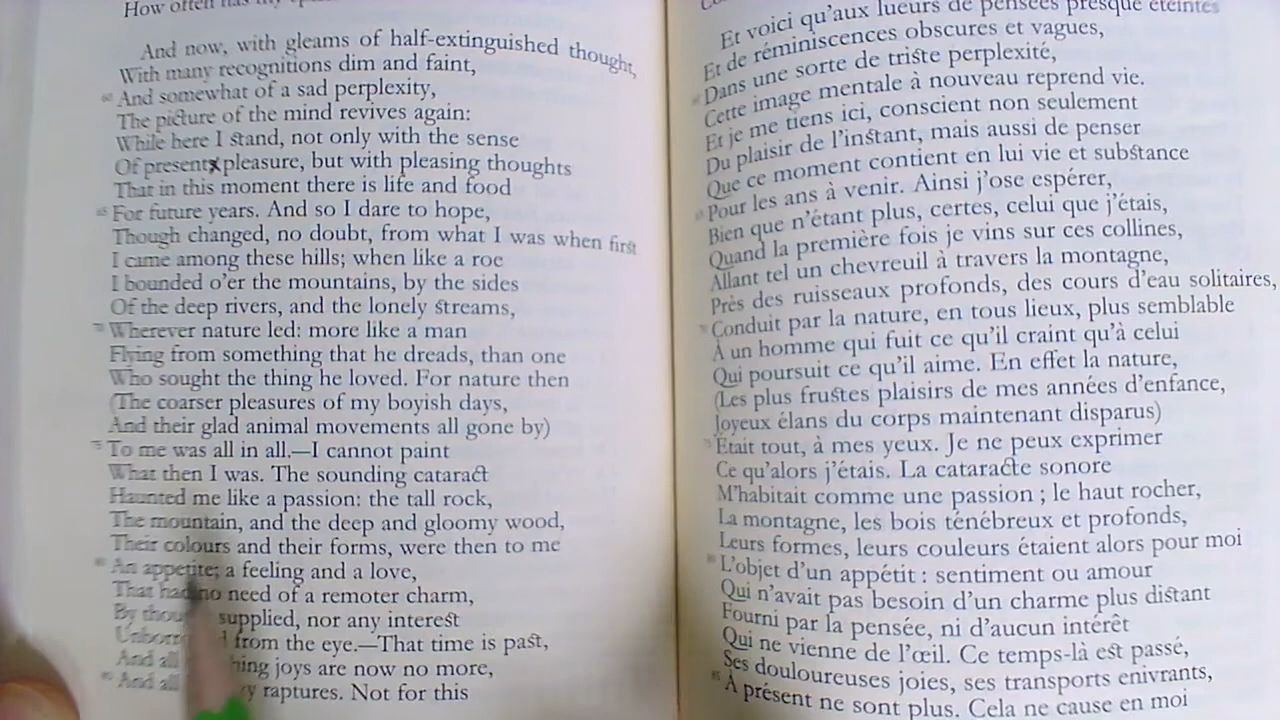 How often has my
And now, with gleams of half-extinguished thought,
With many recognitions dim and faint,
60 And somewhat of a sad perplexity,
The picture of the mind revives again:
While here I stand, not only with the sense
Of present pleasure, but with pleasing thoughts
That in this moment there is life and food
65 For future years. And so I dare to hope,
Though changed, no doubt, from what I was when first
I came among these hills; when like a roe
I bounded o'er the mountains, by the sides
Of the deep rivers, and the lonely streams,
70 Wherever nature led: more like a man
Flying from something that he dreads, than one
Who sought the thing he loved. For nature then
(The coarser pleasures of my boyish days,
And their glad animal movements all gone by)
75 To me was all in all.—I cannot paint
What then I was. The sounding cataract
Haunted me like a passion: the tall rock,
The mountain, and the deep and gloomy wood,
Their colours and their forms, were then to me
80 An appetite; a feeling and a love,
That had no need of a remoter charm,
By supplied, nor any interest
from the eye.—That time is past,
And all joys are now no more,
85 And all raptures. Not for this
Et voici qu'aux lueurs de pensées presque éteintes
Et de réminiscences obscures et vagues,
60 Dans une sorte de triste perplexité,
Cette image mentale à nouveau reprend vie.
Et je me tiens ici, conscient non seulement
Du plaisir de l'instant, mais aussi de penser
Que ce moment contient en lui vie et substance
65 Pour les ans à venir. Ainsi j'ose espérer,
Bien que n'étant plus, certes, celui que j'étais,
Quand la première fois je vins sur ces collines,
Allant tel un chevreuil à travers la montagne,
Près des ruisseaux profonds, des cours d'eau solitaires,
70 Conduit par la nature, en tous lieux, plus semblable
À un homme qui fuit ce qu'il craint qu'à celui
Qui poursuit ce qu'il aime. En effet la nature,
(Les plus frustes plaisirs de mes années d'enfance,
Joyeux élans du corps maintenant disparus)
75 Était tout, à mes yeux. Je ne peux exprimer
Ce qu'alors j'étais. La cataracte sonore
M'habitait comme une passion ; le haut rocher,
La montagne, les bois ténébreux et profonds,
Leurs formes, leurs couleurs étaient alors pour moi
80 L'objet d'un appétit : sentiment ou amour
Qui n'avait pas besoin d'un charme plus distant
Fourni par la pensée, ni d'aucun intérêt
Qui ne vienne de l'œil. Ce temps-là est passé,
Ses douloureuses joies, ses transports enivrants,
85 À présent ne sont plus. Cela ne cause en moi